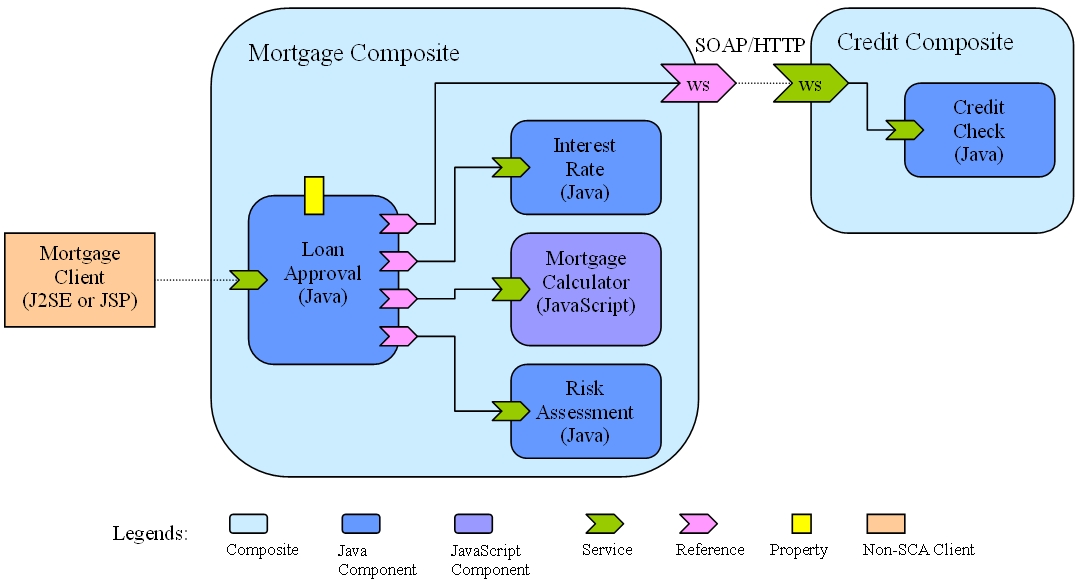 Mortgage Composite
SOAP/HTTP
Credit Composite
ws
ws
Credit
Check
(Java)
Interest
Rate
(Java)
Loan
Approval
(Java)
Mortgage
Client
(J2SE or JSP)
Mortgage
Calculator
(JavaScript)
Risk
Assessment
(Java)
Legends:
Composite
Java
Component
JavaScript
Component
Service
Reference
Property
Non-SCA Client